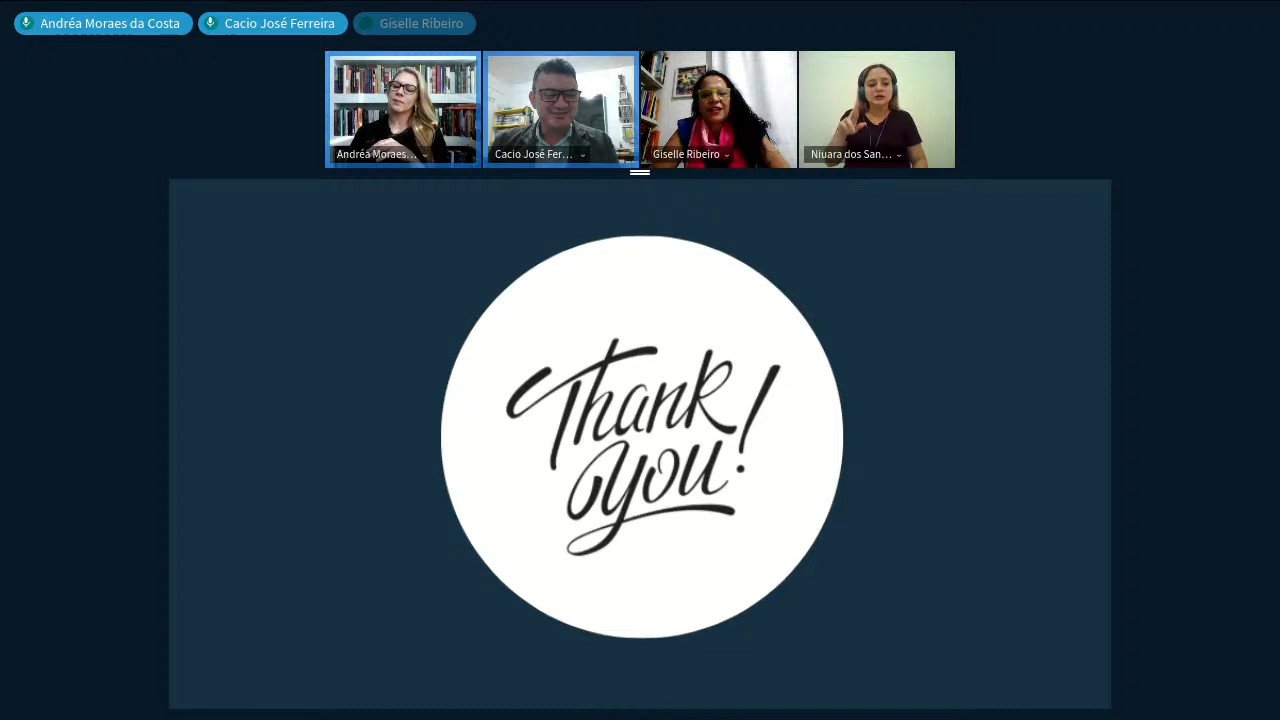 Andréa Moraes da Costa
Cacio José Ferreira
Giselle Ribeiro
Andréa Moraes...
Cacio José Fer...
Giselle Ribeiro
Niuara dos San...
Thank
you!